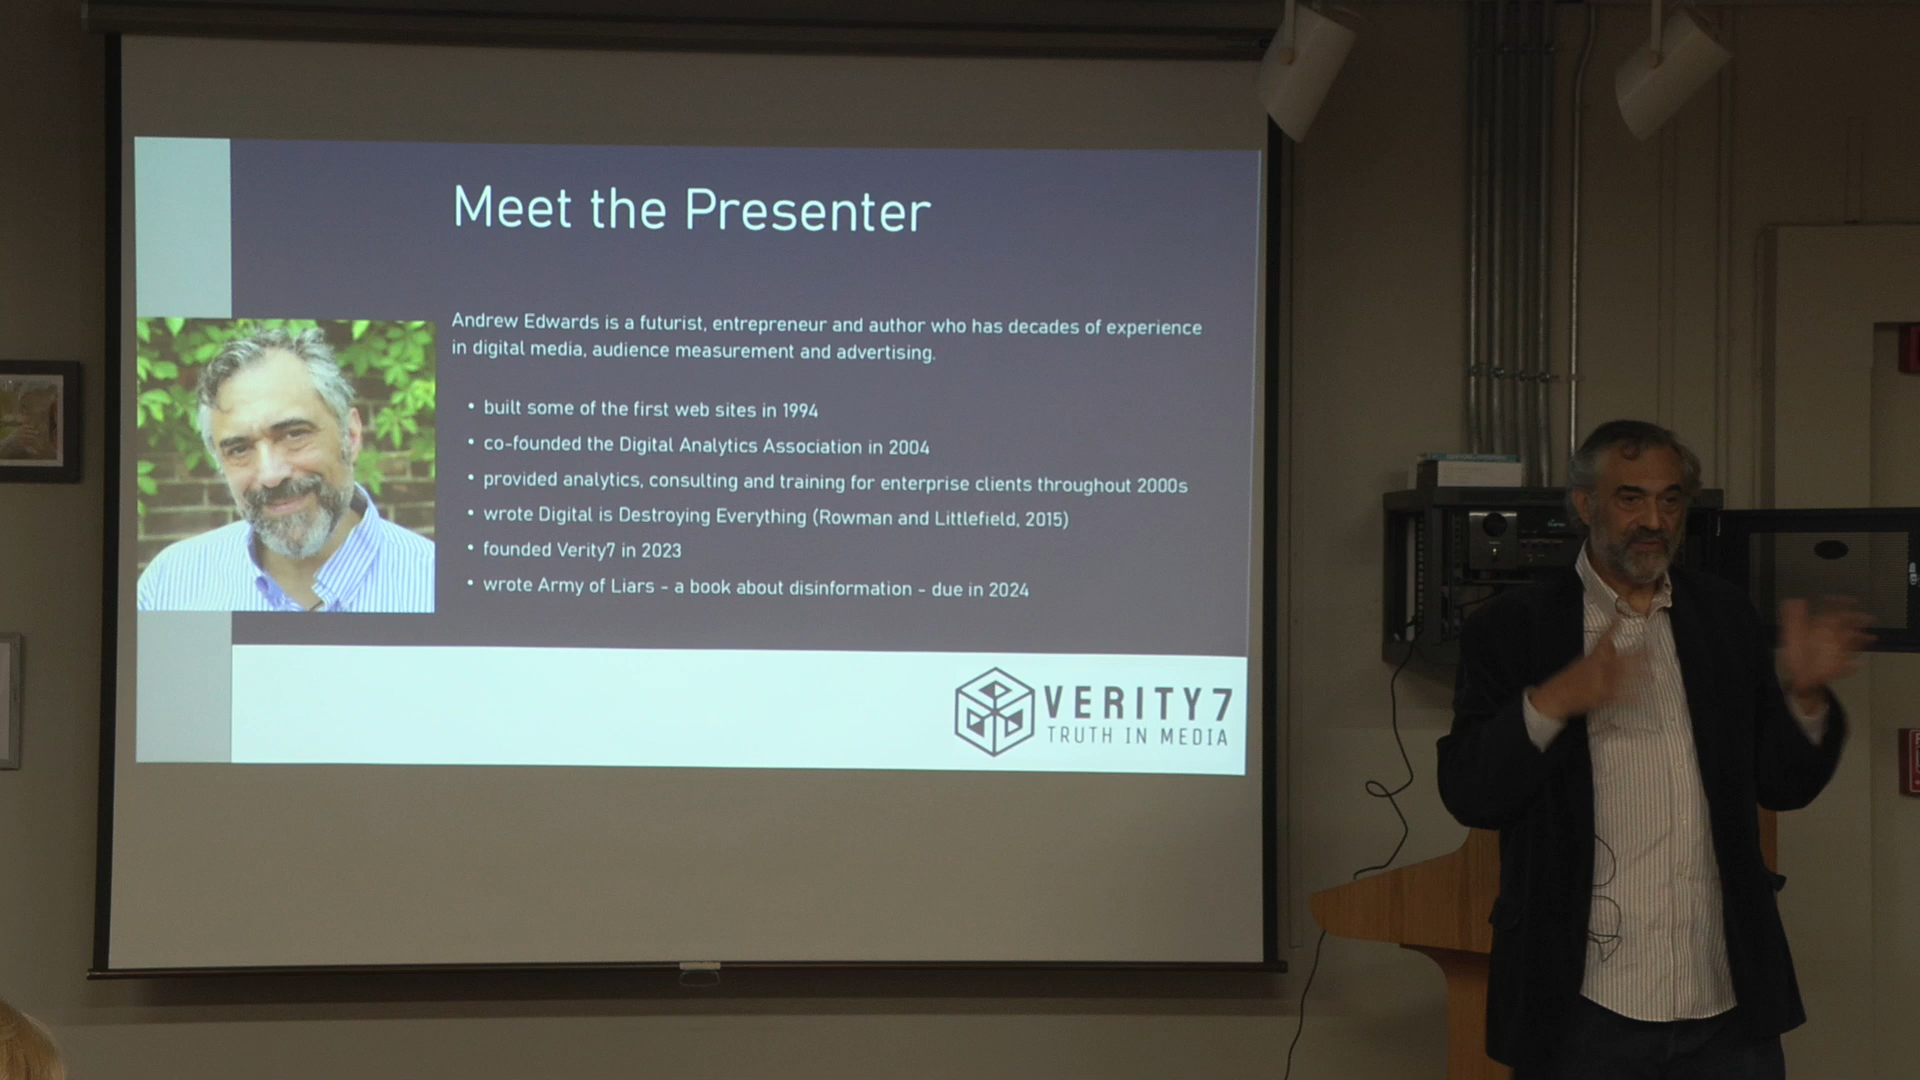 Meet the Presenter
Andrew Edwards is a futurist, entrepreneur and author who has decades of experience
in digital media, audience measurement and advertising.
• built some of the first web sites in 1994
• co-founded the Digital Analytics Association in 2004
• provided analytics, consulting and training for enterprise clients throughout 2000s
• wrote Digital is Destroying Everything (Rowman and Littlefield, 2015)
• founded Verity7 in 2023
• wrote Army of Liars - a book about disinformation - due in 2024
VERITY7
TRUTH IN MEDIA